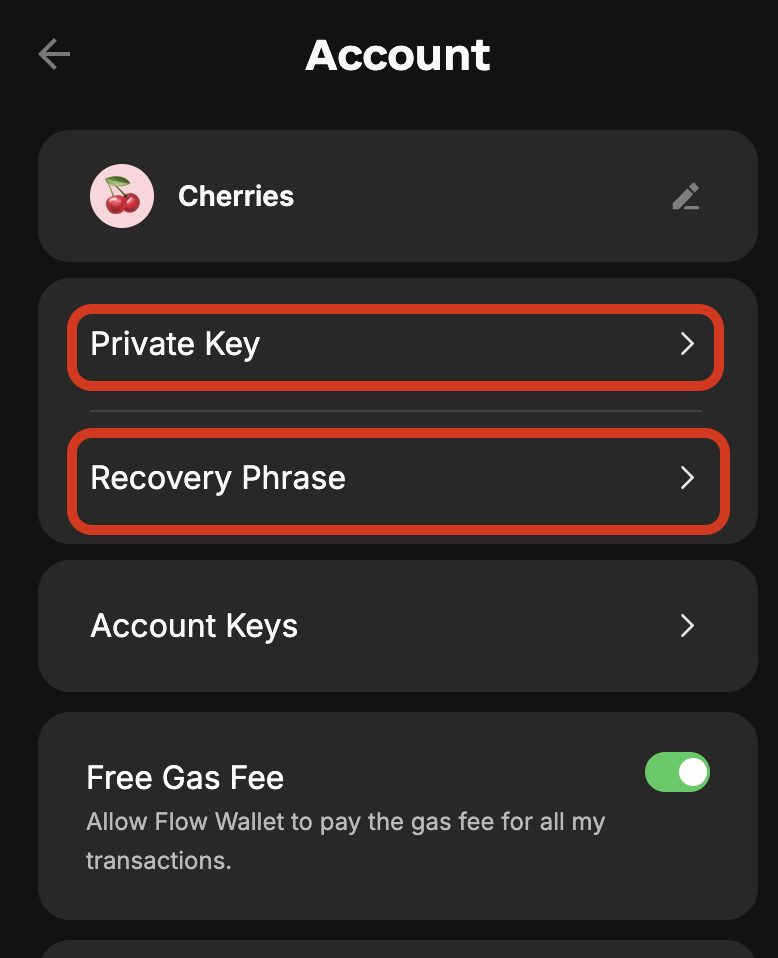 Account
Cherries
Private Key
Recovery Phrase
Account Keys
Free Gas Fee
Allow Flow Wallet to pay the gas fee for all my
transactions.